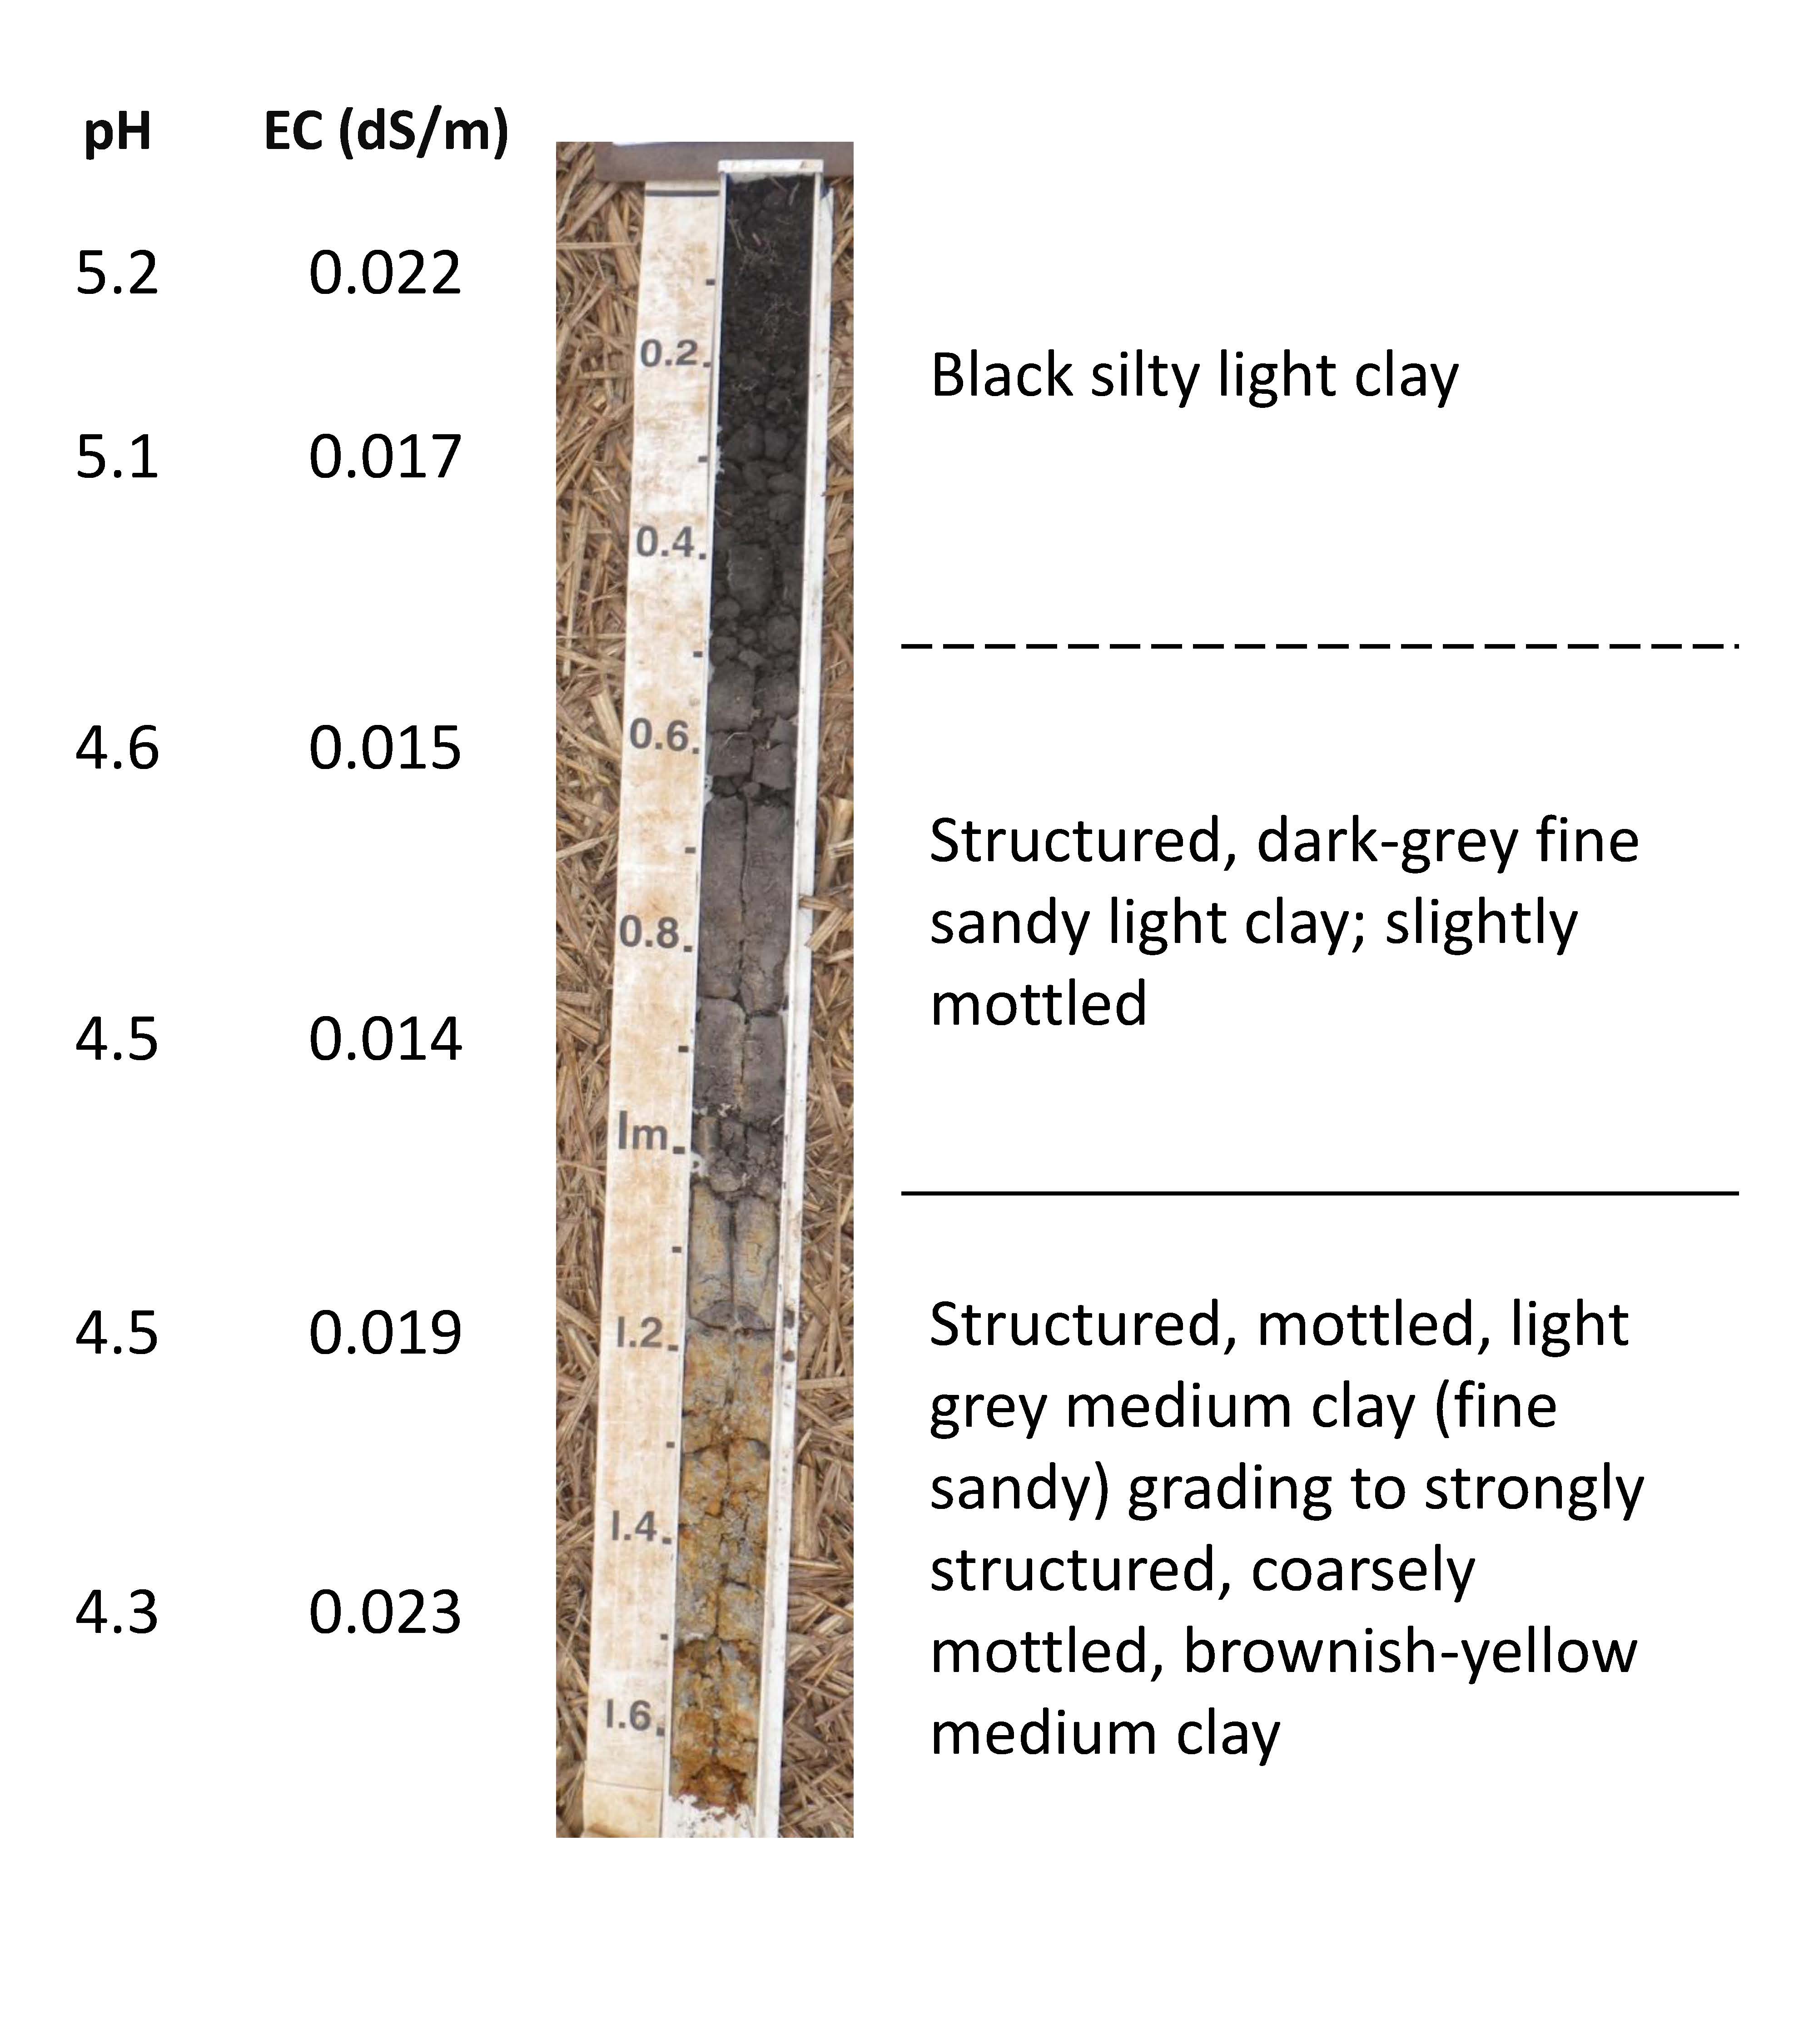 pH EC (dS/m)
5.2 0.022
0.2
Black silty light clay
5.1 0.017
0.4
0.6
4.6 0.015
Structured, dark-grey fine
sandy light clay; slightly
mottled
0.8
4.5 0.014
1m
Structured, mottled, light
grey medium clay (fine
sandy) grading to strongly
structured, coarsely
mottled, brownish-yellow
medium clay
4.5 0.019
1.2
1.4
4.3 0.023
1.6